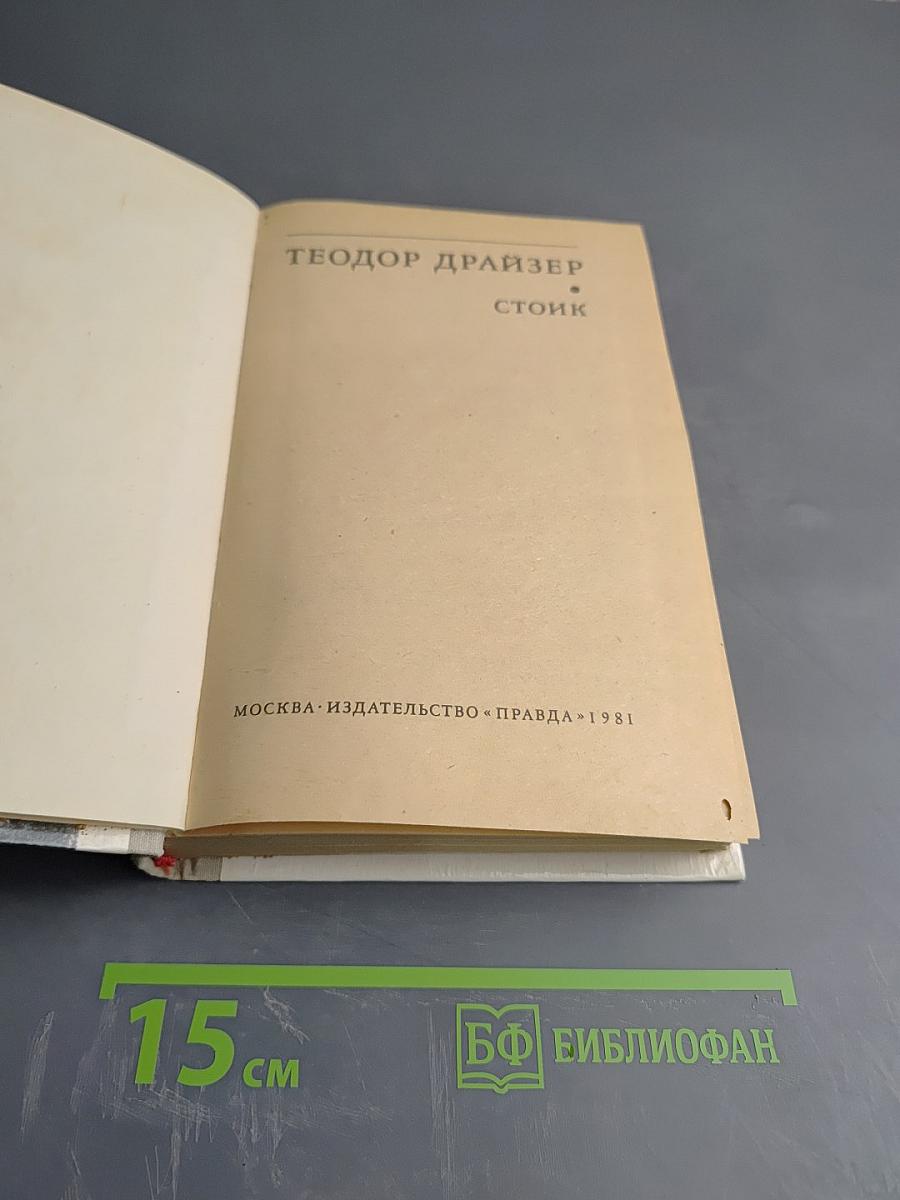 ТЕОДОР ДРАЙЗЕР
•
СТОИК
МОСКВА · ИЗДАТЕЛЬСТВО «ПРАВДА» 1981
15 СМ
БФ БИБЛИОФАН